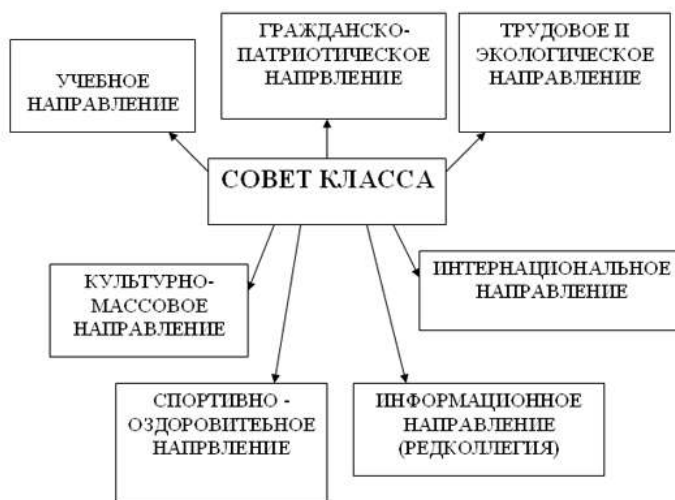 УЧЕБНОЕ
НАПРАВЛЕНИЕ
ГРАЖДАНСКО-
ПАТРИОТИЧЕСКОЕ
НАПРВЛЕНИЕ
ТРУДОВОЕ И
ЭКОЛОГИЧЕСКОЕ
НАПРАВЛЕНИЕ
СОВЕТ КЛАССА
КУЛЬТУРНО-
МАССОВОЕ
НАПРАВЛЕНИЕ
ИНТЕРНАЦИОНАЛЬНОЕ
НАПРАВЛЕНИЕ
СПОРТИВНО -
ОЗДОРОВИТЕЬНОЕ
НАПРВЛЕНИЕ
ИНФОРМАЦИОННОЕ
НАПРАВЛЕНИЕ
(РЕДКОЛЛЕГИЯ)